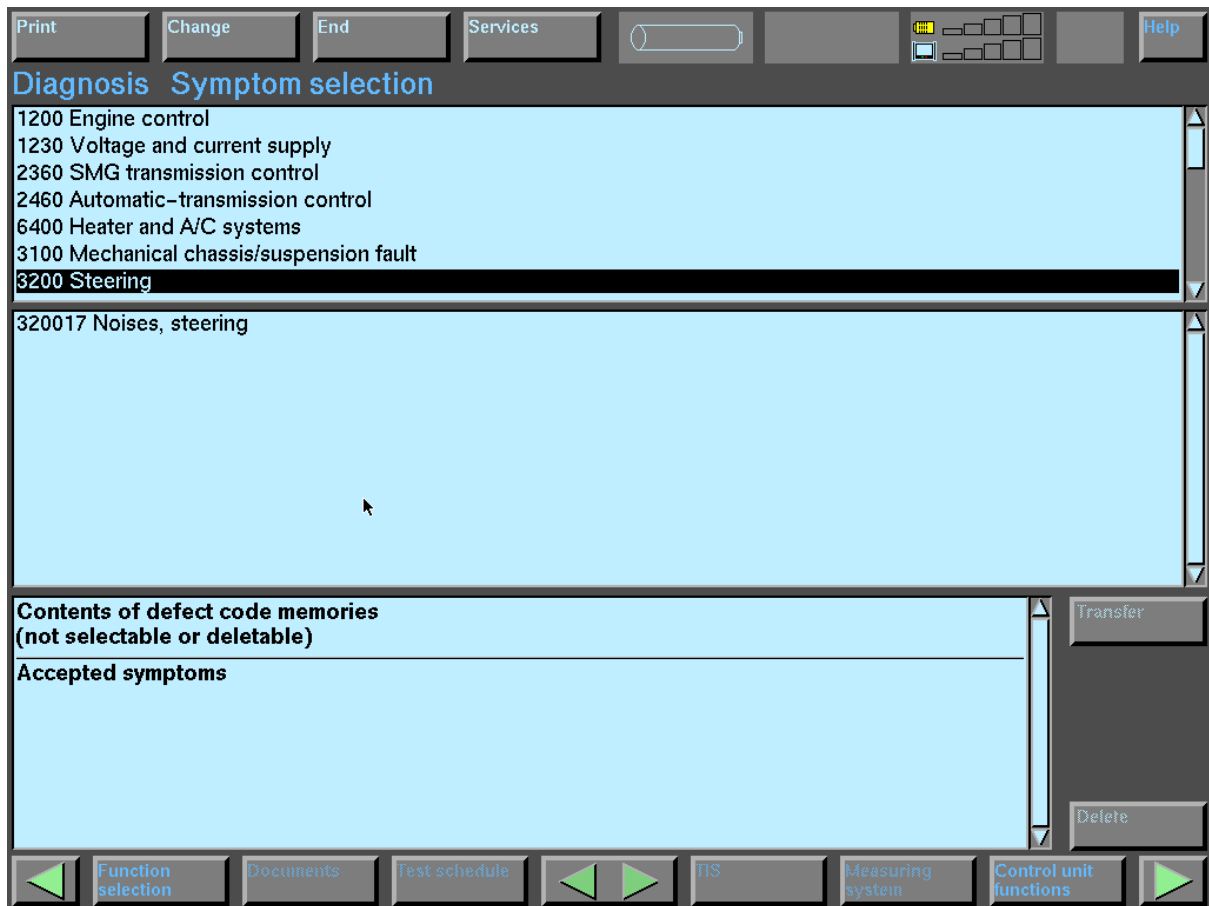 Print
Change
End
Services
Help
Diagnosis Symptom selection
1200 Engine control
1230 Voltage and current supply
2360 SMG transmission control
2460 Automatic-transmission control
6400 Heater and A/C systems
3100 Mechanical chassis/suspension fault
3200 Steering
320017 Noises, steering
Contents of defect code memories
(not selectable or deletable)
Transfer
Accepted symptoms
Delete
Function
selection
Documents
Test schedule
TIS
Measuring
system
Control unit
functions